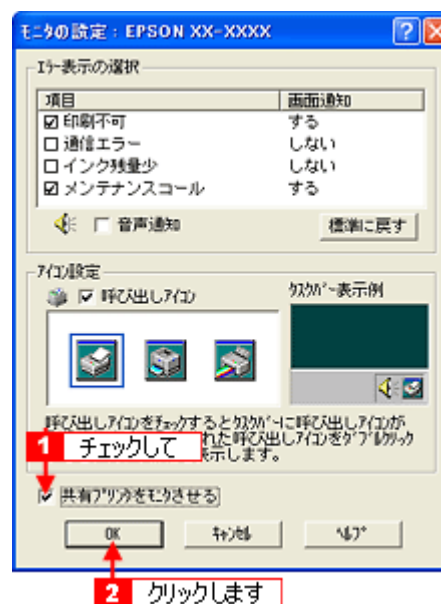 ﾓﾆﾀの設定：EPSON XX-XXXX
ｴﾗｰ表示の選択
項目 画面通知
印刷不可 する
通信エラー しない
インク残量少 しない
メンテナンスコール する
音声通知 標準に戻す
ｱｲｺﾝ設定
呼び出しｱｲｺﾝ
ﾀｽｸﾊﾞｰ表示例
呼び出しｱｲｺﾝをﾁｪｯｸするとﾀｽｸﾊﾞｰに呼び出しｱｲｺﾝが
れた呼び出しｱｲｺﾝをﾀﾞﾌﾞﾙｸﾘｯｸ
示します。
1 チェックして
共有ﾌﾟﾘﾝﾀをﾓﾆﾀさせる
OK ｷｬﾝｾﾙ ﾍﾙﾌﾟ
2 クリックします